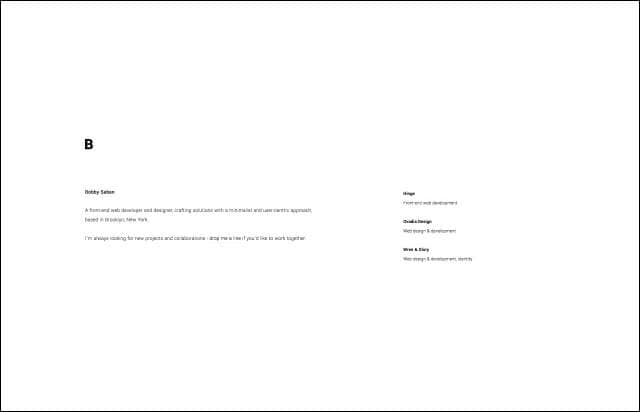 B
Bobby Saban
A front-end web developer and designer, crafting solutions with a minimalist and user-centric approach,
based in Brooklyn, New York.
I'm always looking for new projects and collaborations - drop me a line if you'd like to work together.
Hinge
Front-end web development
Ovadia Design
Web design & development
Wren & Glory
Web design & development, identity